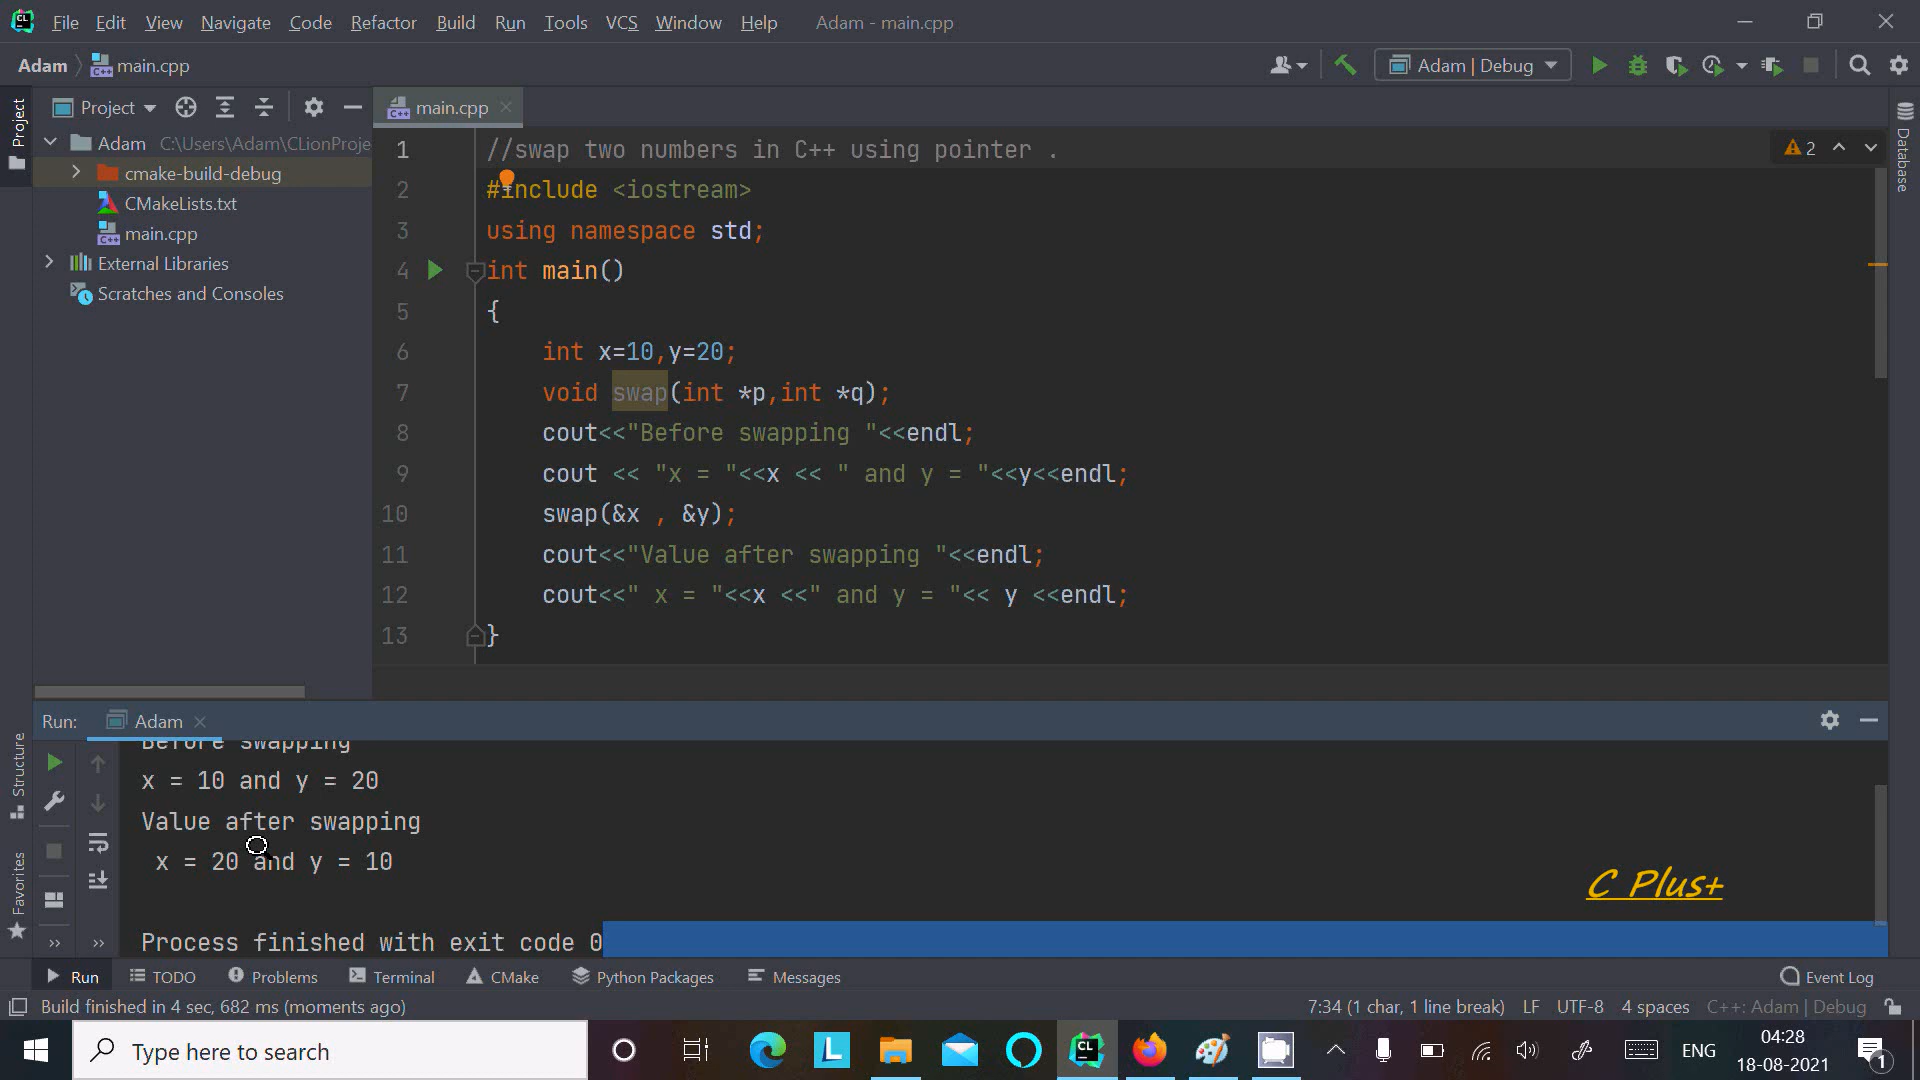 File Edit View Navigate Code Refactor Build Run Tools VCS Window Help Adam - main.cpp
Adam main.cpp Adam | Debug
Project Project main.cpp Database
Adam C:\Users\Adam\CLionProje
cmake-build-debug
CMakeLists.txt
main.cpp
External Libraries
Scratches and Consoles
2
1 //swap two numbers in C++ using pointer .
2 #include <iostream>
3 using namespace std;
4 int main()
5 {
6 int x=10,y=20;
7 void swap(int *p,int *q);
8 cout<<"Before swapping "<<endl;
9 cout << "x = "<<x << " and y = "<<y<<endl;
10 swap(&x , &y);
11 cout<<"Value after swapping "<<endl;
12 cout<<" x = "<<x <<" and y = "<< y <<endl;
13 }
Run: Adam
Structure
Favorites
Before swapping
x = 10 and y = 20
Value after swapping
x = 20 and y = 10
C Plus+
Process finished with exit code 0
Run TODO Problems Terminal CMake Python Packages Messages Event Log
Build finished in 4 sec, 682 ms (moments ago) 7:34 (1 char, 1 line break) LF UTF-8 4 spaces C++: Adam | Debug
Type here to search L CL ENG 04:28
18-08-2021 1